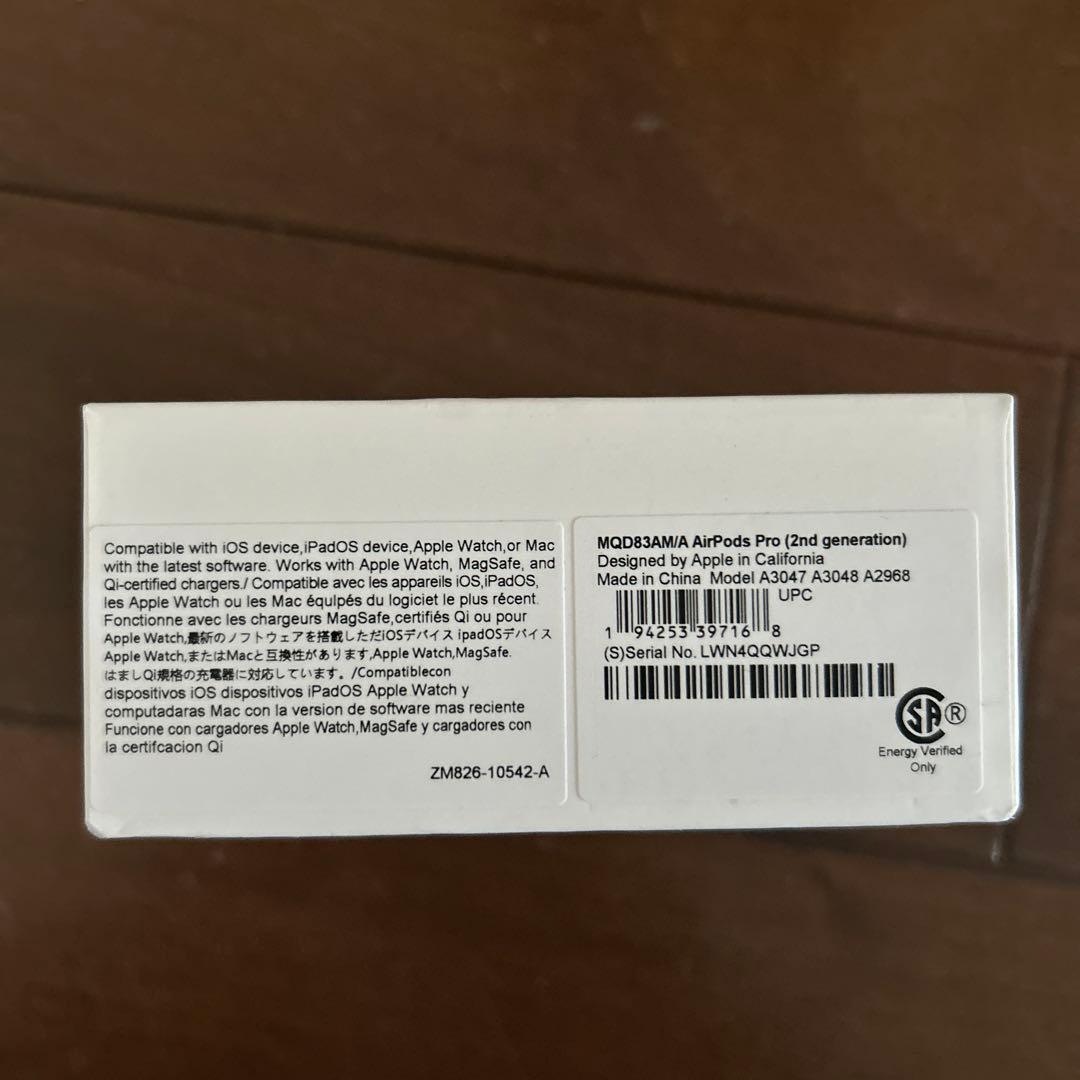 Compatible with iOS device,iPadOS device,Apple Watch,or Mac
with the latest software. Works with Apple Watch, MagSafe, and
Qi-certified chargers./ Compatible avec les appareils iOS,iPadOS,
les Apple Watch ou les Mac équlpés du logiciet le plus récent.
Fonctionne avec les chargeurs MagSafe,certifiés Qi ou pour
Apple Watch,最新のノフトウェアを搭載しただiOSデバイス ipadOSデバイス
Apple Watch,またはMacと互換性があります,Apple Watch,MagSafe.
はましQi規格の充電器に対応しています。/Compatiblecon
dispositivos iOS dispositivos iPadOS Apple Watch y
computadaras Mac con la version de software mas reciente
Funcione con cargadores Apple Watch,MagSafe y cargadores con
la certifcacion Qi
ZM826-10542-A
MQD83AM/A AirPods Pro (2nd generation)
Designed by Apple in California
Made in China Model A3047 A3048 A2968
UPC
1 94253 39716 8
(S)Serial No. LWN4QQWJGP
SA ®
Energy Verified
Only